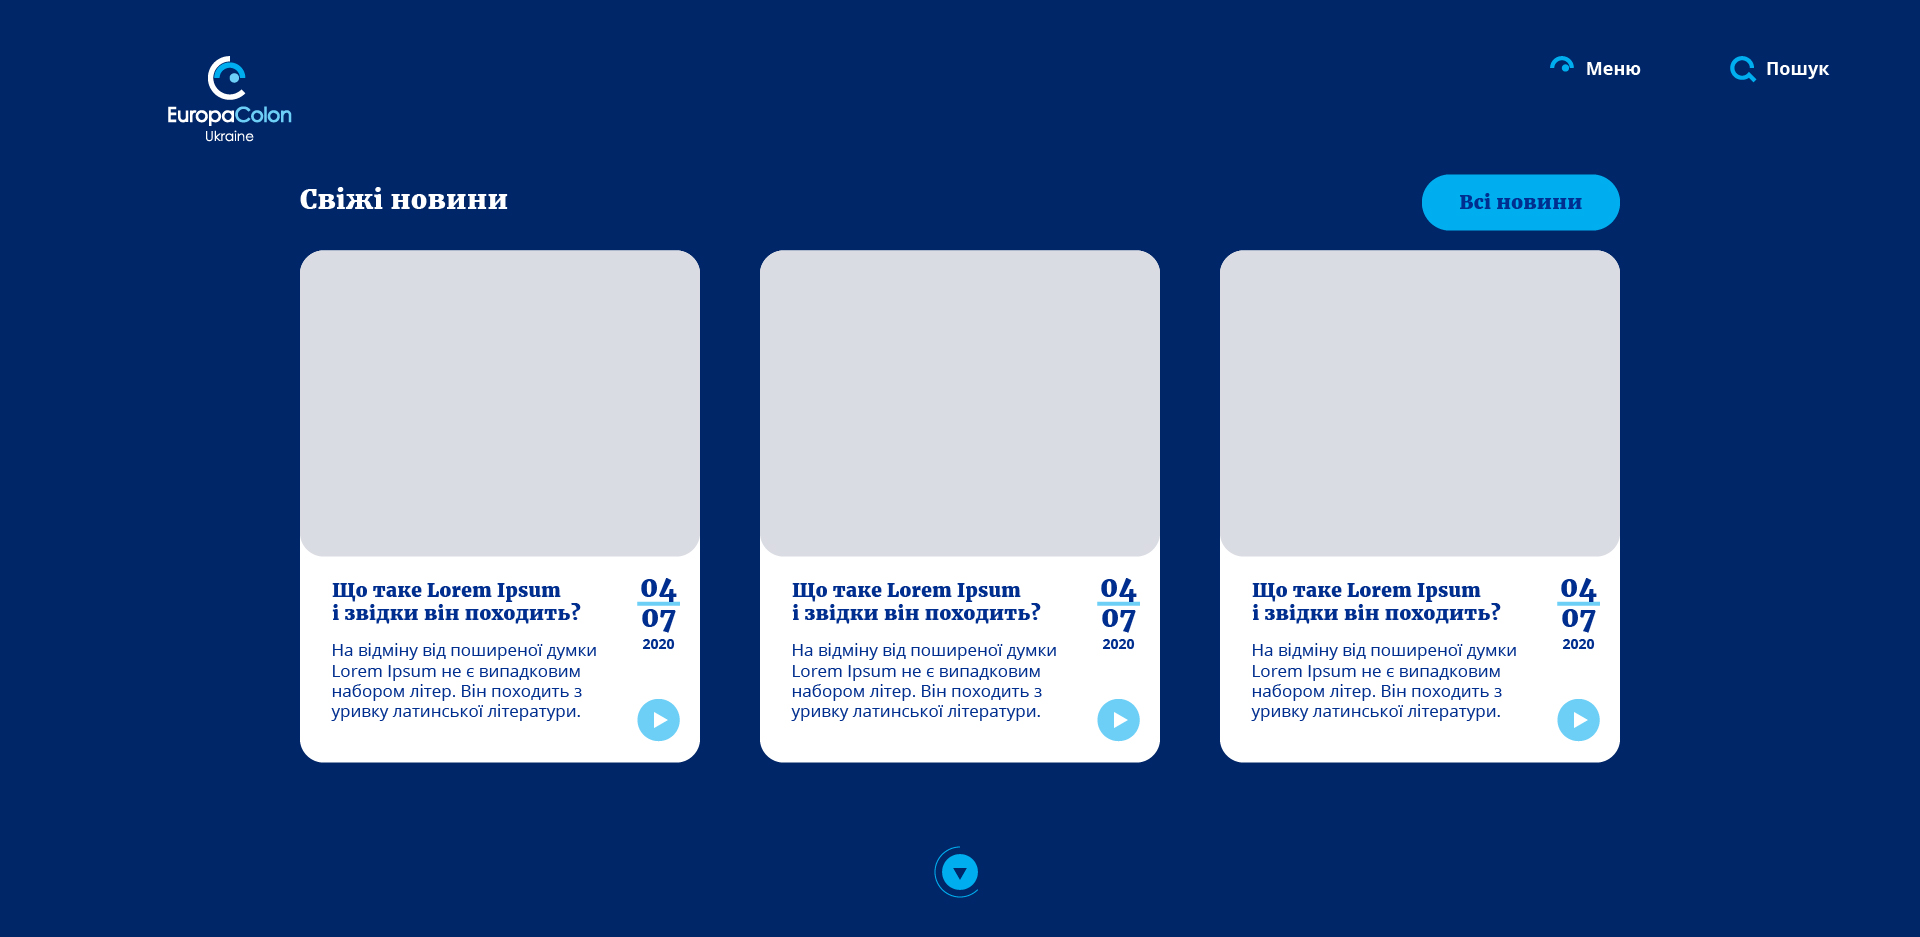 EuropaColon
Ukraine
Меню
Пошук
Свіжі новини
Всі новини
Що таке Lorem Ipsum
і звідки він походить?
На відміну від поширеної думки
Lorem Ipsum не є випадковим
набором літер. Він походить з
уривку латинської літератури.
04
07
2020
Що таке Lorem Ipsum
і звідки він походить?
На відміну від поширеної думки
Lorem Ipsum не є випадковим
набором літер. Він походить з
уривку латинської літератури.
04
07
2020
Що таке Lorem Ipsum
і звідки він походить?
На відміну від поширеної думки
Lorem Ipsum не є випадковим
набором літер. Він походить з
уривку латинської літератури.
04
07
2020